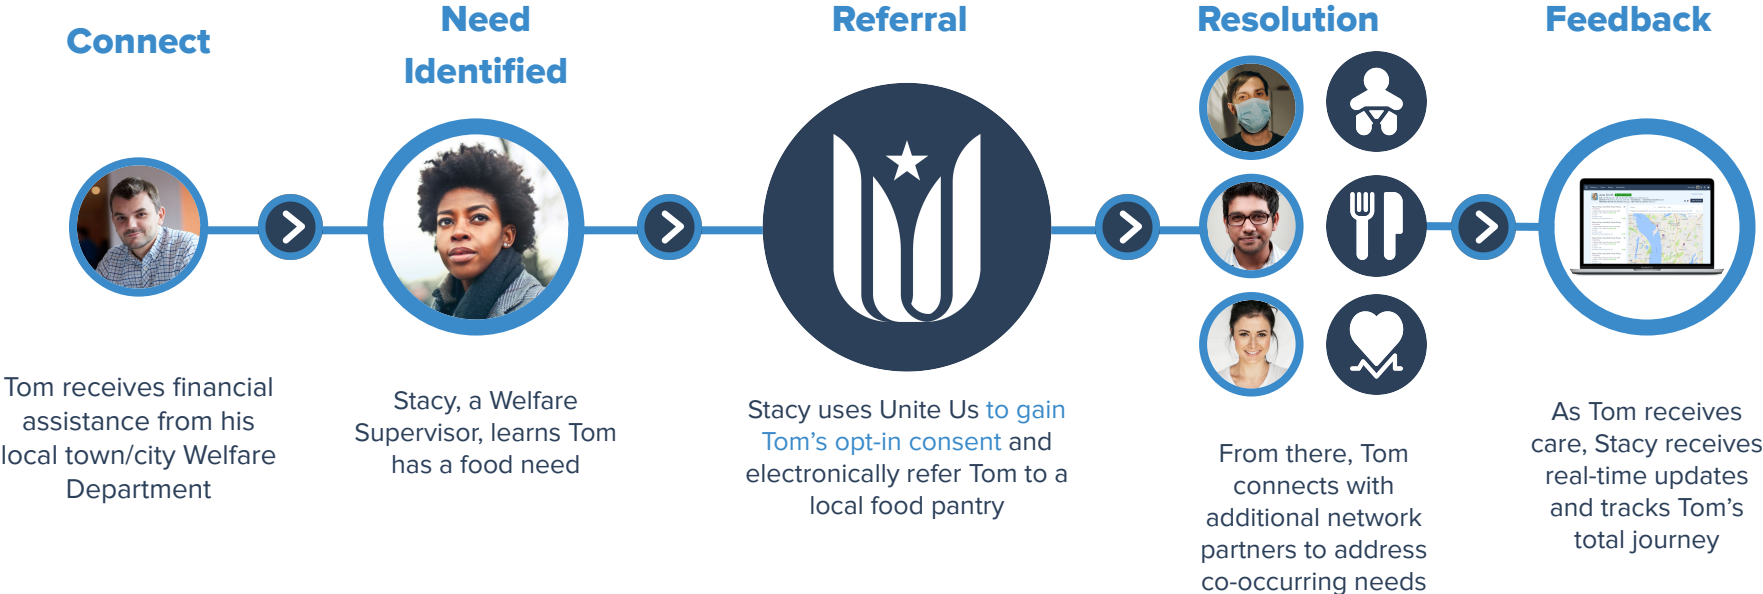 Connect
Tom receives financial
assistance from his
local town/city Welfare
Department
Need
Identified
Stacy, a Welfare
Supervisor, learns Tom
has a food need
Referral
Stacy uses Unite Us to gain
Tom’s opt-in consent and
electronically refer Tom to a
local food pantry
Resolution
From there, Tom
connects with
additional network
partners to address
co-occurring needs
Feedback
As Tom receives
care, Stacy receives
real-time updates
and tracks Tom’s
total journey